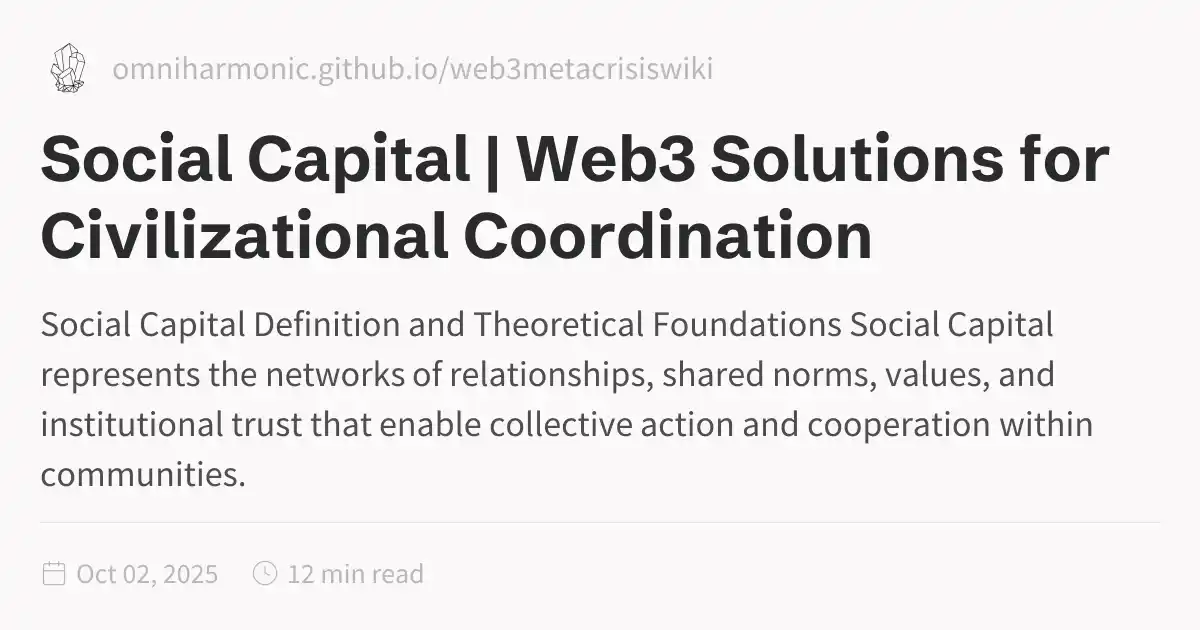 omniharmonic.github.io/web3metacrisiswiki
Social Capital | Web3 Solutions for
Civilizational Coordination
Social Capital Definition and Theoretical Foundations Social Capital
represents the networks of relationships, shared norms, values, and
institutional trust that enable collective action and cooperation within
communities.
Oct 02, 2025 12 min read